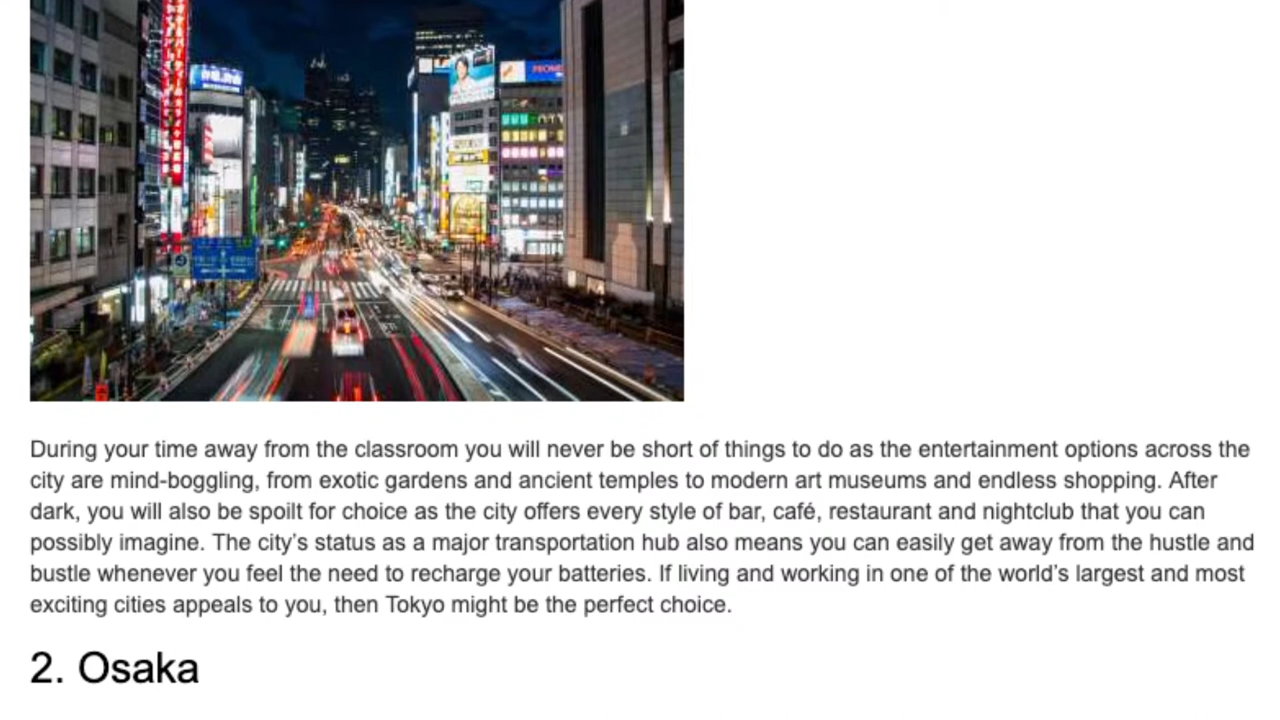 PROMI
During your time away from the classroom you will never be short of things to do as the entertainment options across the
city are mind-boggling, from exotic gardens and ancient temples to modern art museums and endless shopping. After
dark, you will also be spoilt for choice as the city offers every style of bar, café, restaurant and nightclub that you can
possibly imagine. The city’s status as a major transportation hub also means you can easily get away from the hustle and
bustle whenever you feel the need to recharge your batteries. If living and working in one of the world’s largest and most
exciting cities appeals to you, then Tokyo might be the perfect choice.
2. Osaka